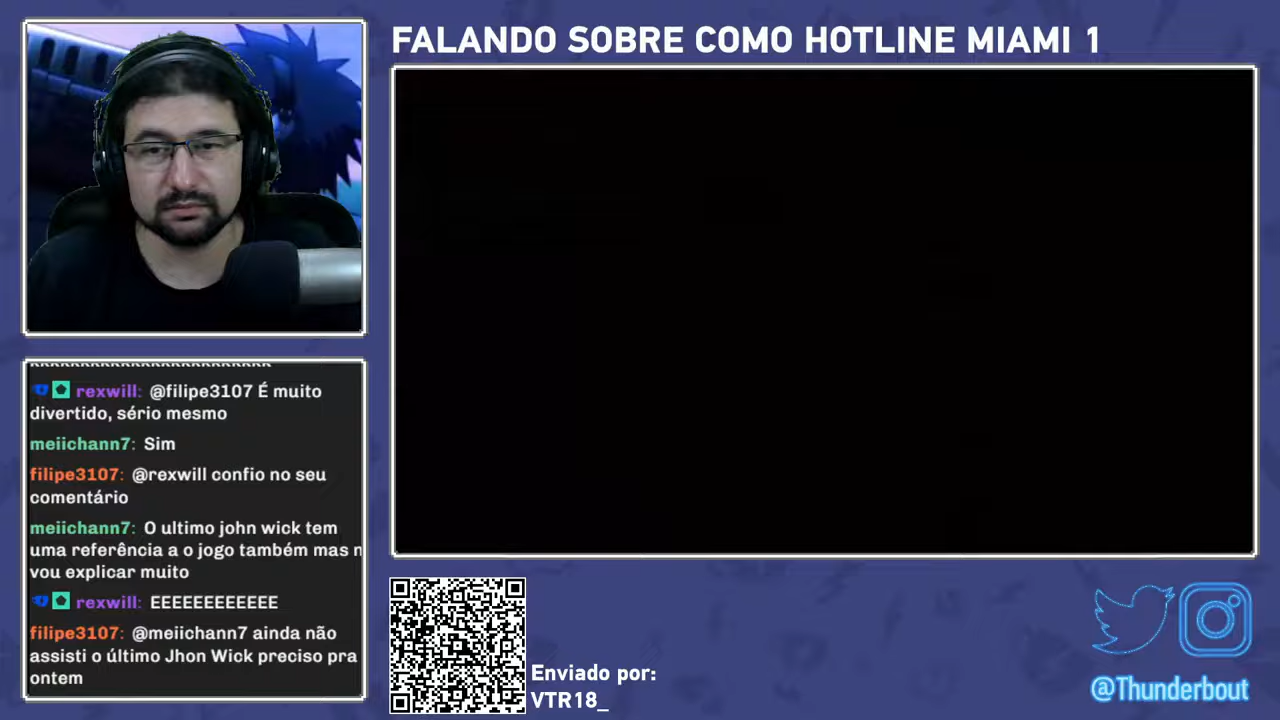 FALANDO SOBRE COMO HOTLINE MIAMI 1
rexwill: @filipe3107 É muito
divertido, sério mesmo
meiichann7: Sim
filipe3107: @rexwill confio no seu
comentário
meiichann7: O ultimo john wick tem
uma referência a o jogo também mas n
vou explicar muito
rexwill: EEEEEEEEEEEE
filipe3107: @meiichann7 ainda não
assisti o último Jhon Wick preciso pra
ontem
Enviado por:
VTR18_
@Thunderbout